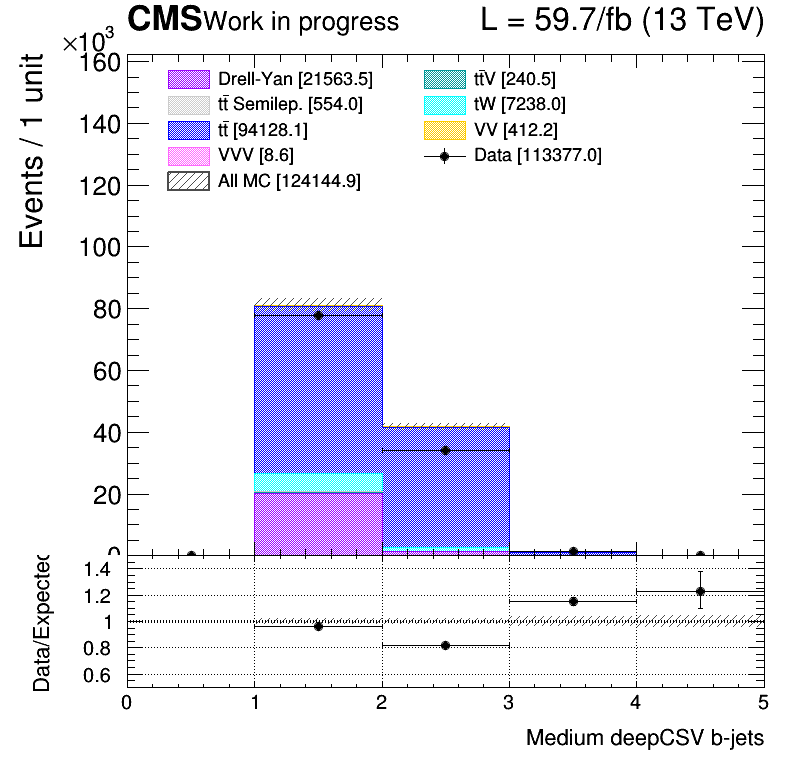 CMS Work in progress L = 59.7/fb (13 TeV)
×10³
Events / 1 unit
160
140
120
100
80
60
40
20
0
Drell-Yan [21563.5]
tt̄ Semilep. [554.0]
tt̄ [94128.1]
VVV [8.6]
All MC [124144.9]
tt̄V [240.5]
tW [7238.0]
VV [412.2]
Data [113377.0]
Data/Expected
1.4
1.2
1
0.8
0.6
0 1 2 3 4 5
Medium deepCSV b-jets